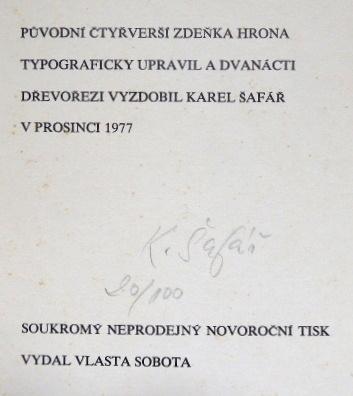 PŮVODNÍ ČTYŘVERŠÍ ZDEŇKA HRONA
TYPOGRAFICKY UPRAVIL A DVANÁCTI
DŘEVOŘEZI VYZDOBIL KAREL ŠAFÁŘ
V PROSINCI 1977
K. Šafář
20/100
SOUKROMÝ NEPRODEJNÝ NOVOROČNÍ TISK
VYDAL VLASTA SOBOTA